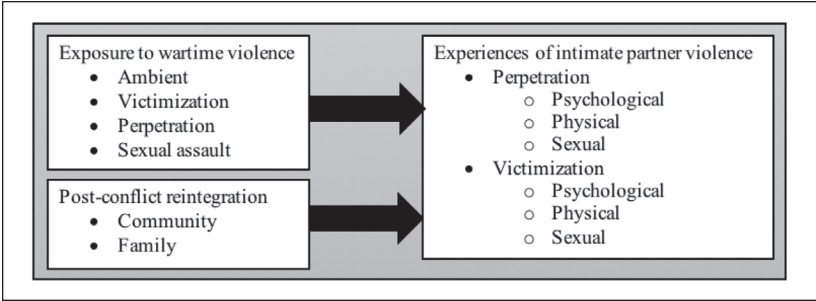 Exposure to wartime violence
• Ambient
• Victimization
• Perpetration
• Sexual assault
Post-conflict reintegration
• Community
• Family
Experiences of intimate partner violence
• Perpetration
o Psychological
o Physical
o Sexual
• Victimization
o Psychological
o Physical
o Sexual